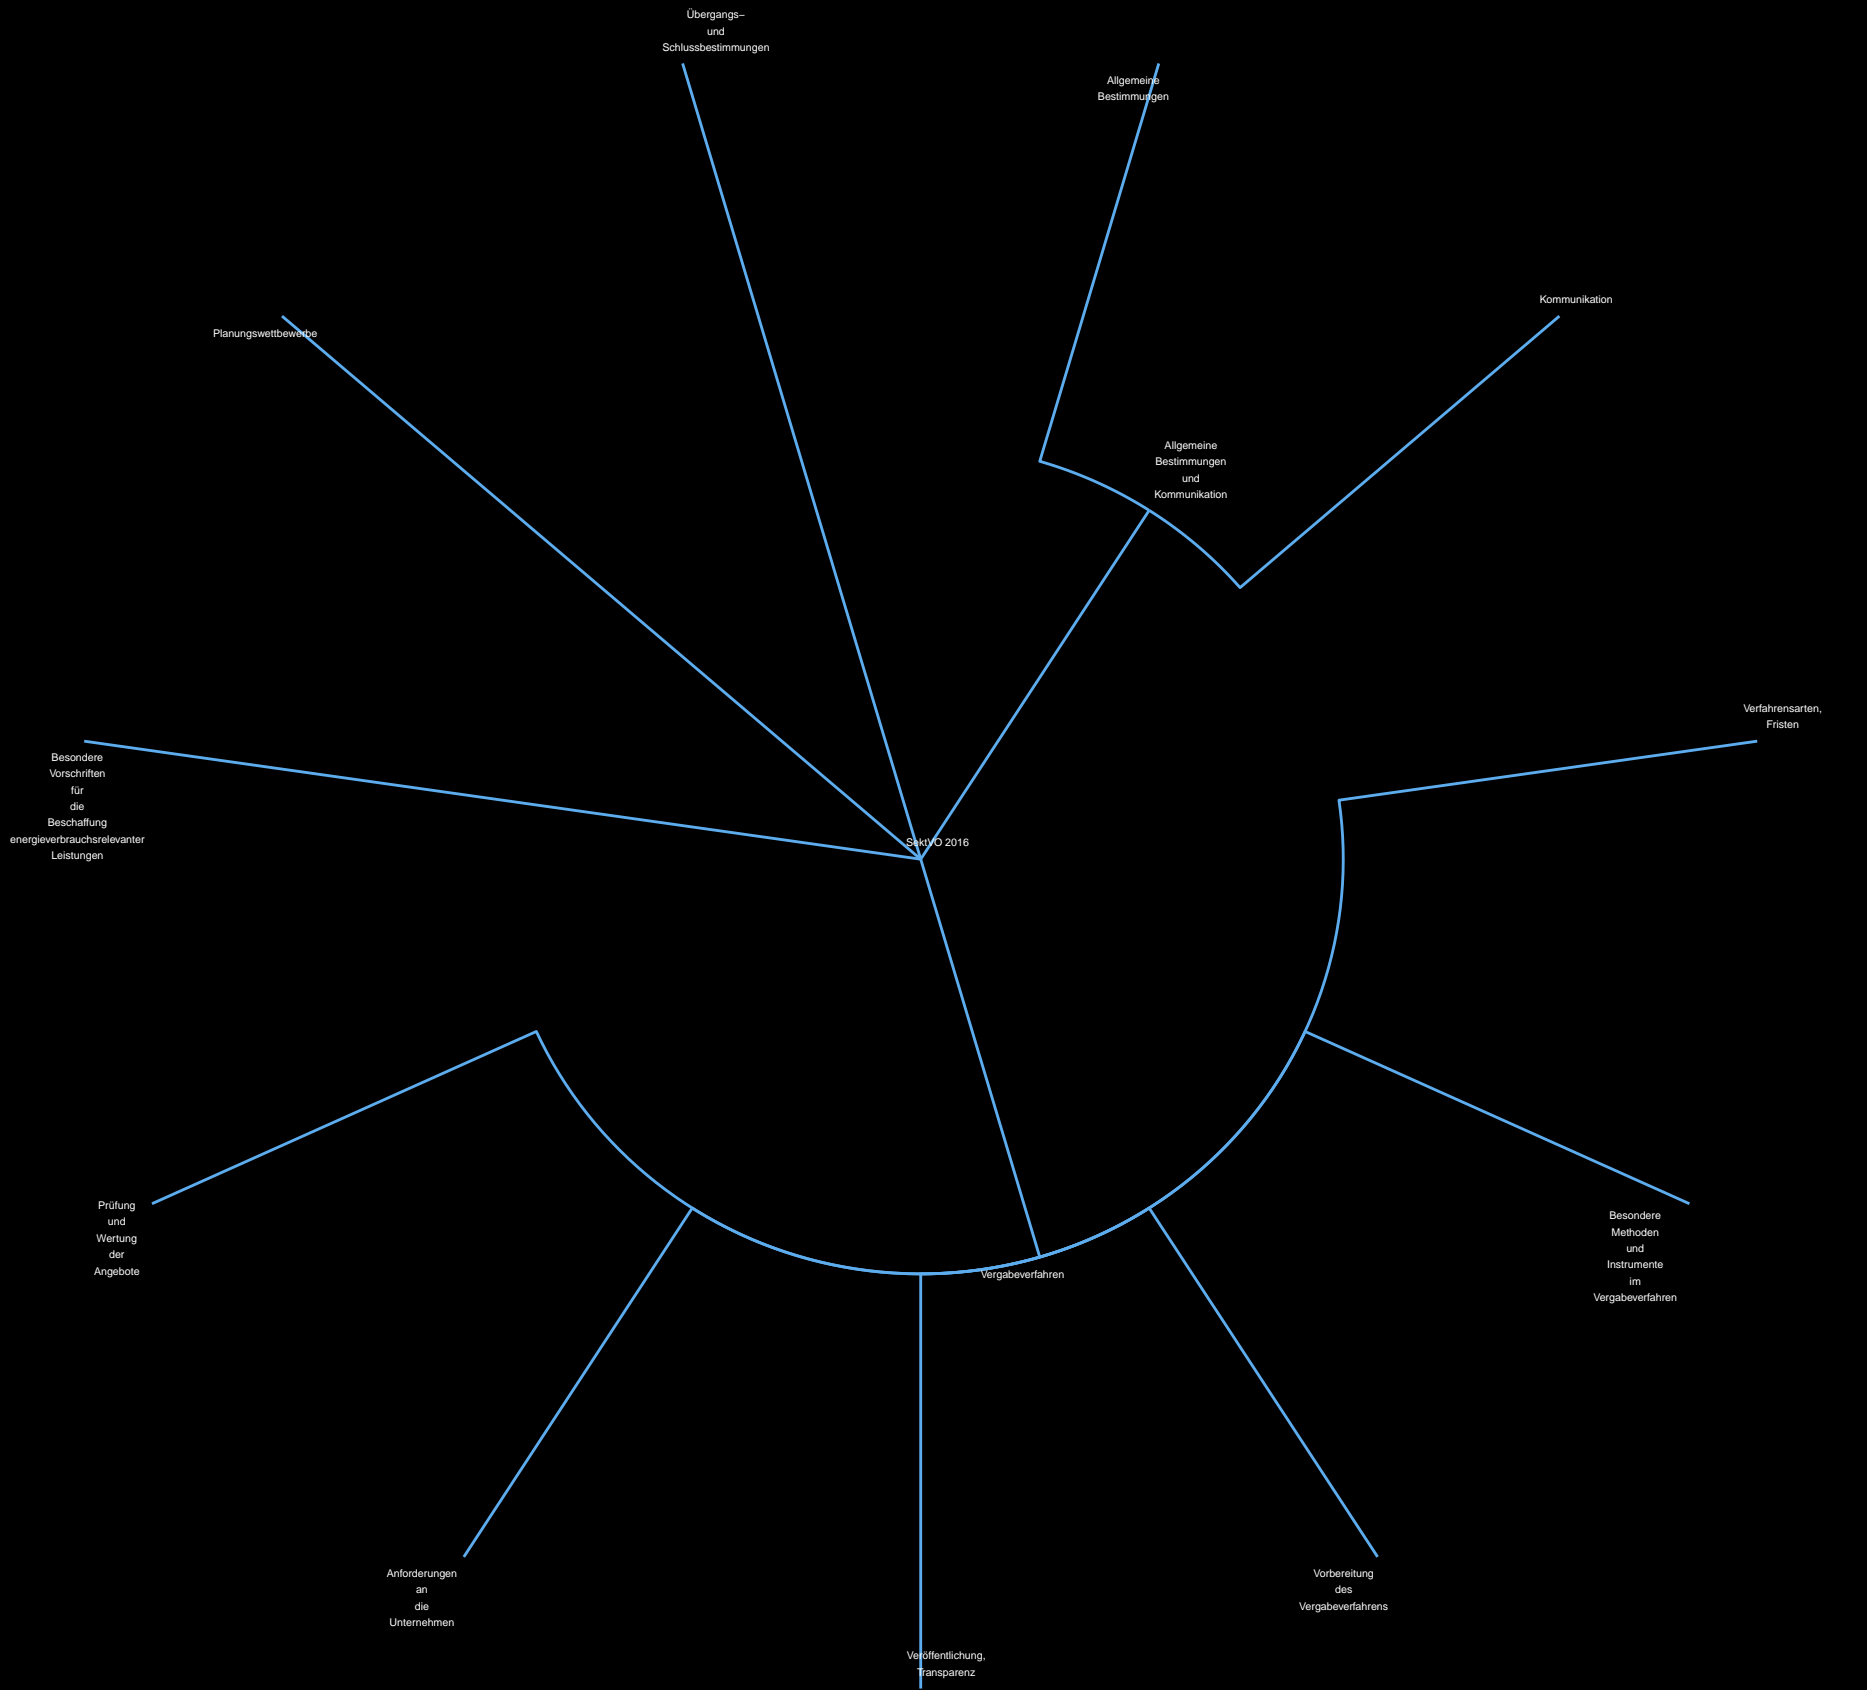 Übergangs–
und
Schlussbestimmungen
Allgemeine
Bestimmungen
Kommunikation
Planungswettbewerbe
Allgemeine
Bestimmungen
und
Kommunikation
Verfahrensarten,
Fristen
Besondere
Vorschriften
für
die
Beschaffung
energieverbrauchsrelevanter
Leistungen
SektVO 2016
Prüfung
und
Wertung
der
Angebote
Besondere
Methoden
und
Instrumente
im
Vergabeverfahren
Vergabeverfahren
Anforderungen
an
die
Unternehmen
Vorbereitung
des
Vergabeverfahrens
Veröffentlichung,
Transparenz